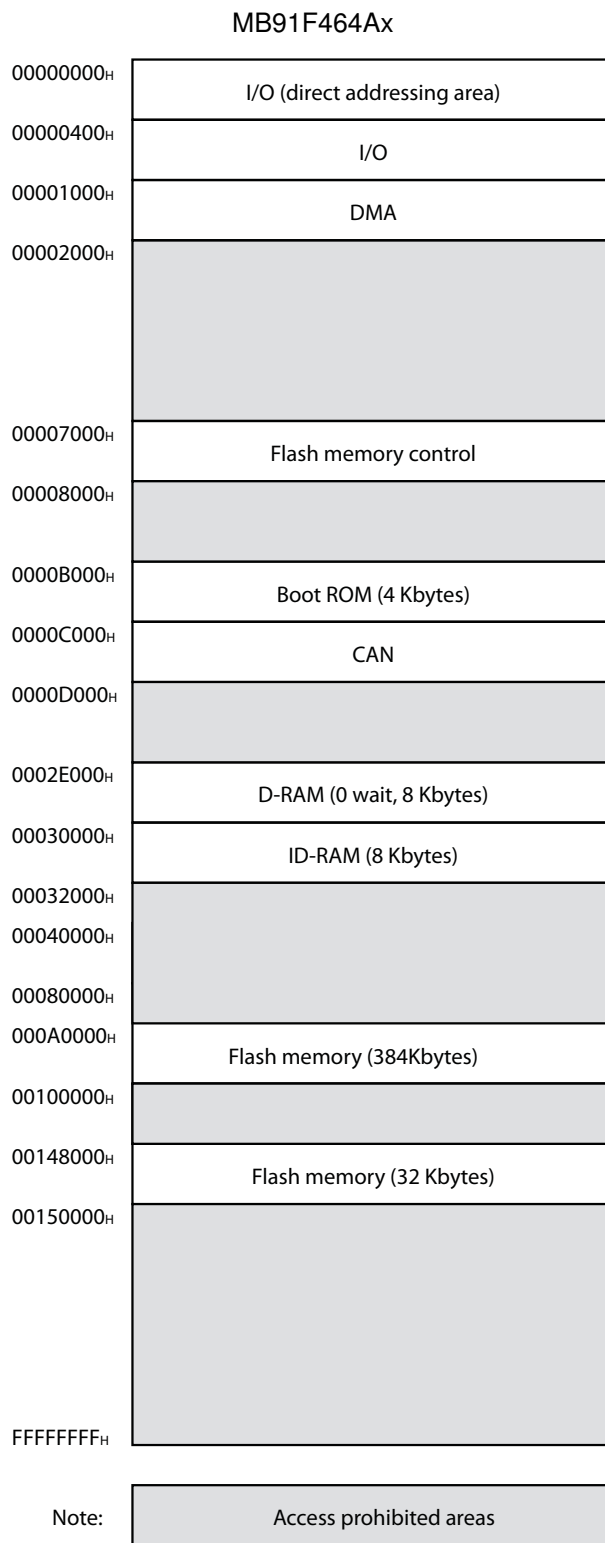 MB91F464Ax
00000000H
I/O (direct addressing area)
00000400H
I/O
00001000H
DMA
00002000H
00007000H
Flash memory control
00008000H
0000B000H
Boot ROM (4 Kbytes)
0000C000H
CAN
0000D000H
0002E000H
D-RAM (0 wait, 8 Kbytes)
00030000H
ID-RAM (8 Kbytes)
00032000H
00040000H
00080000H
000A0000H
Flash memory (384Kbytes)
00100000H
00148000H
Flash memory (32 Kbytes)
00150000H
FFFFFFFFH
Note: Access prohibited areas